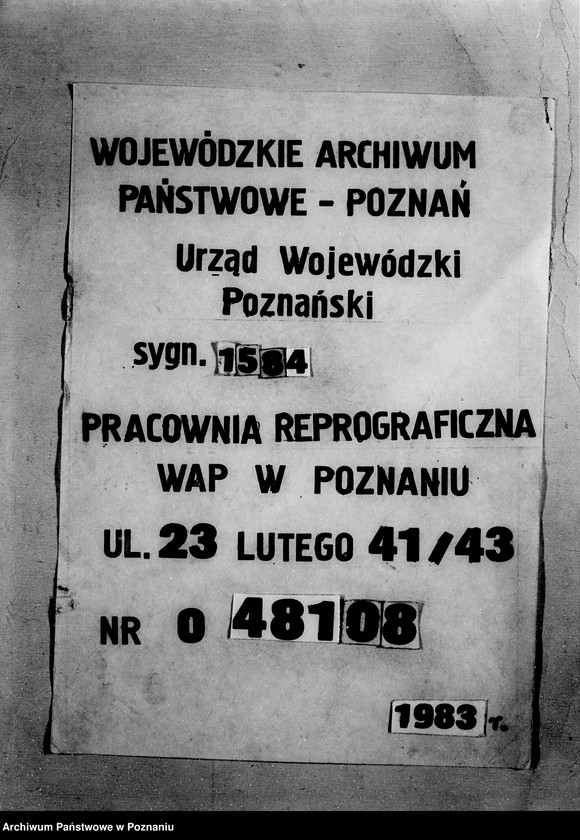 WOJEWÓDZKIE ARCHIWUM
PAŃSTWOWE - POZNAŃ
Urząd Wojewódzki
Poznański
sygn. 1584
PRACOWNIA REPROGRAFICZNA
WAP W POZNANIU
UL. 23 LUTEGO 41/43
NR 0 48108
1983 r.
Archiwum Państwowe w Poznaniu